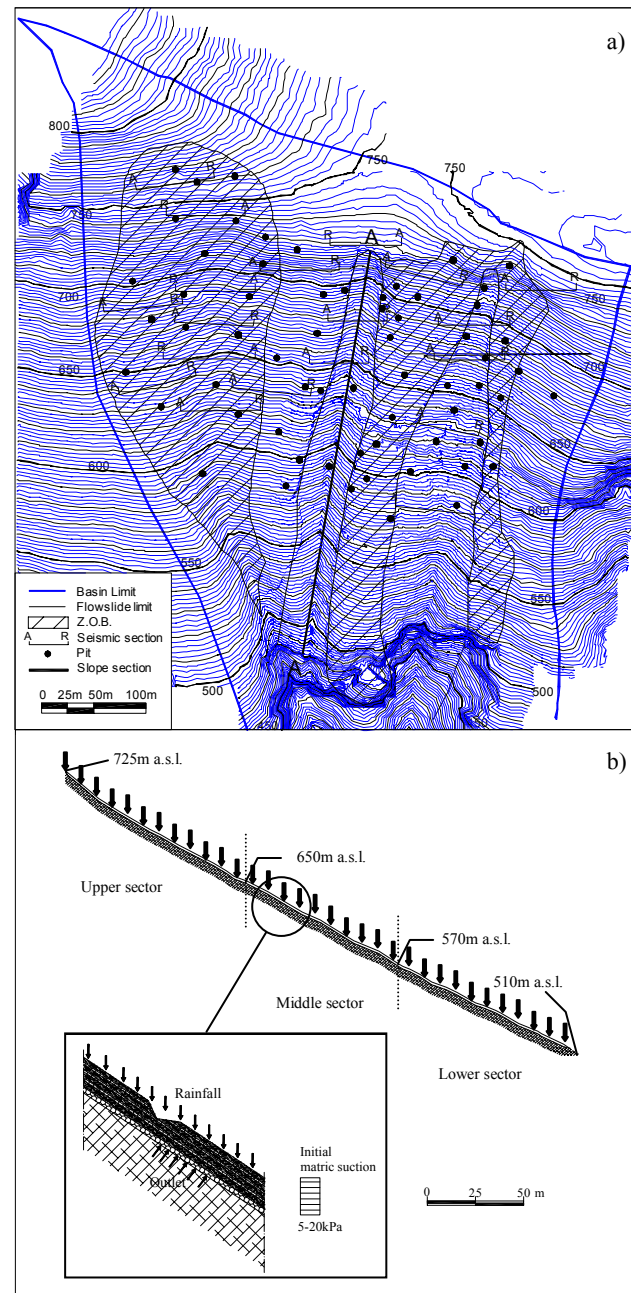 a)
800
750
750
750
A
R
A
R
R
A
A
R
A
R
A
A
R
750
700
700
650
650
600
600
550
550
500
500
A
Basin Limit
Flowslide limit
Z.O.B.
A R Seismic section
Pit
Slope section
0 25m 50m 100m
b)
725m a.s.l.
650m a.s.l.
Upper sector
570m a.s.l.
510m a.s.l.
Middle sector
Lower sector
Rainfall
Outlet
Initial
matric suction
5-20kPa
0 25 50 m